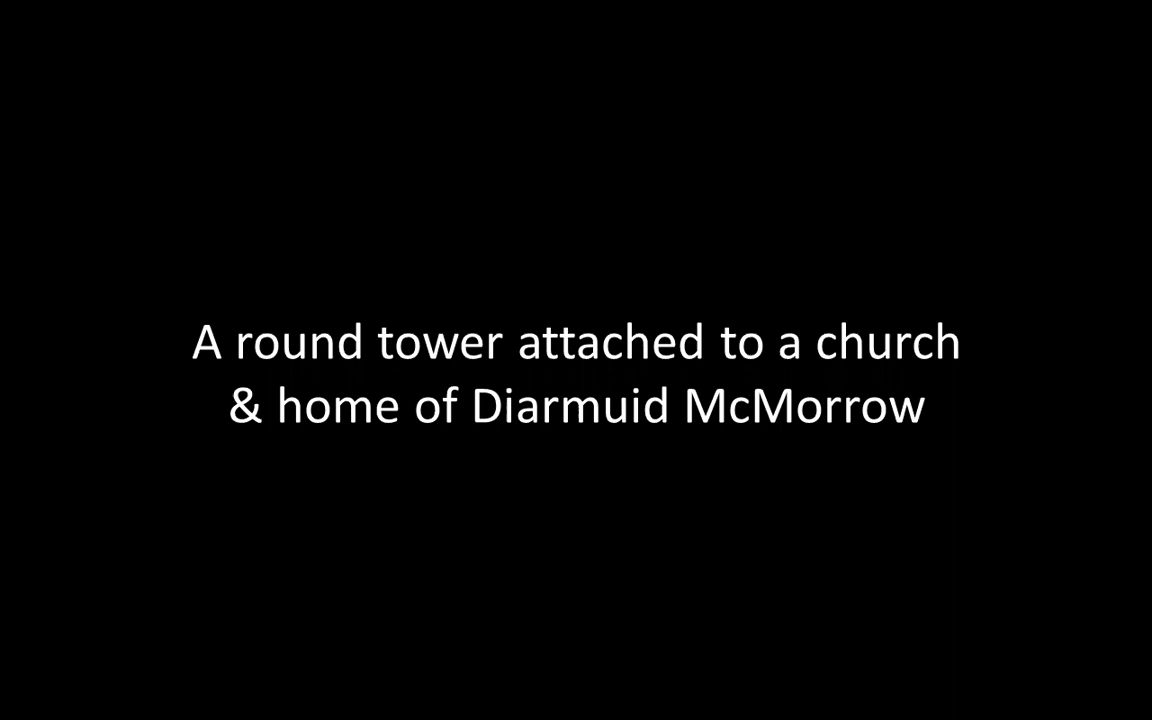 A round tower attached to a church
& home of Diarmuid McMorrow